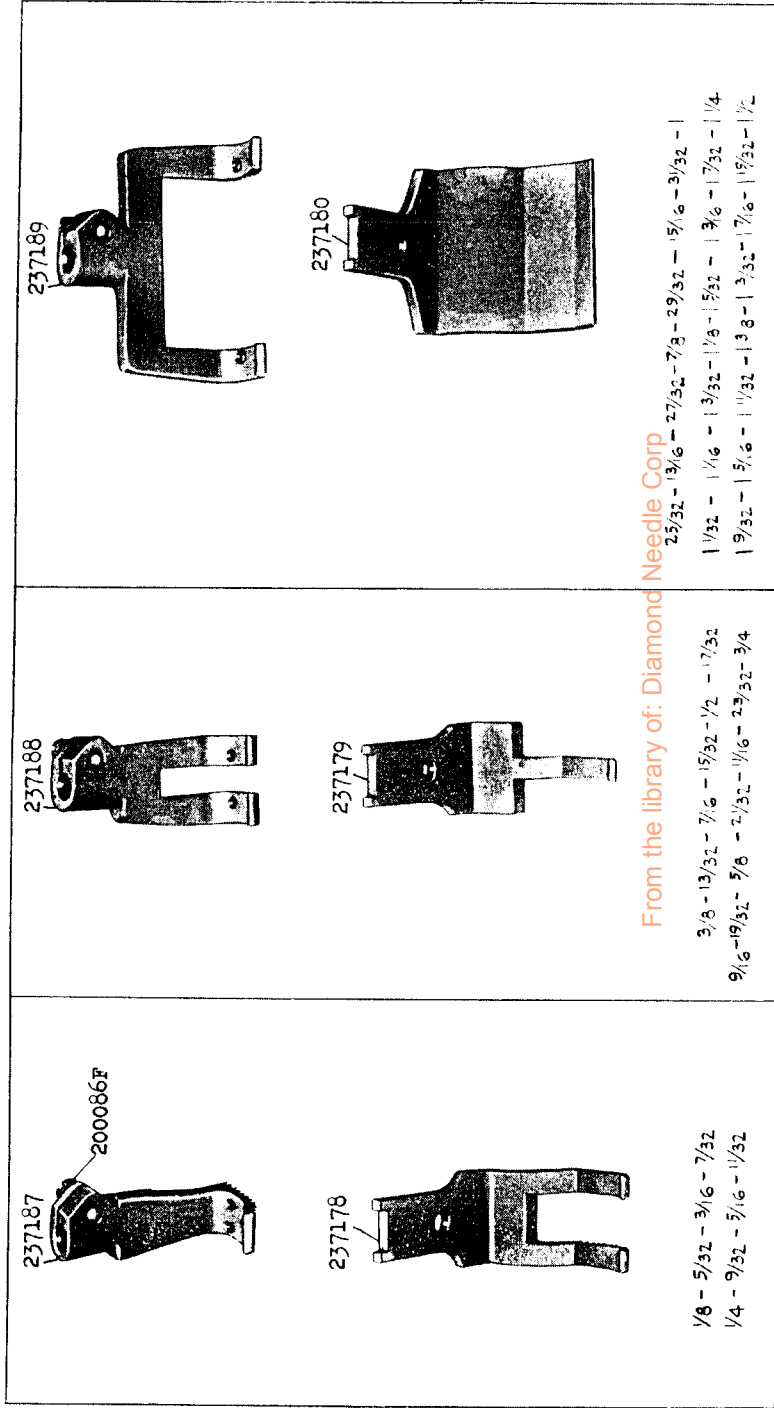 237187
200086F
237178
1/8 - 5/32 - 3/16 - 7/32
1/4 - 9/32 - 5/16 - 11/32
237188
237179
3/8 - 13/32 - 7/16 - 15/32 - 1/2 - 17/32
9/16 - 19/32 - 5/8 - 21/32 - 11/16 - 23/32 - 3/4
237189
237180
25/32 - 13/16 - 27/32 - 7/8 - 29/32 - 15/16 - 31/32 - 1
1 1/32 - 1 1/16 - 1 3/32 - 1 1/8 - 1 5/32 - 1 3/16 - 1 7/32 - 1 1/4
1 9/32 - 1 5/16 - 1 11/32 - 1 3 8 - 1 3/32 - 1 7/16 - 1 15/32 - 1 1/2
From the library of: Diamond Needle Corp